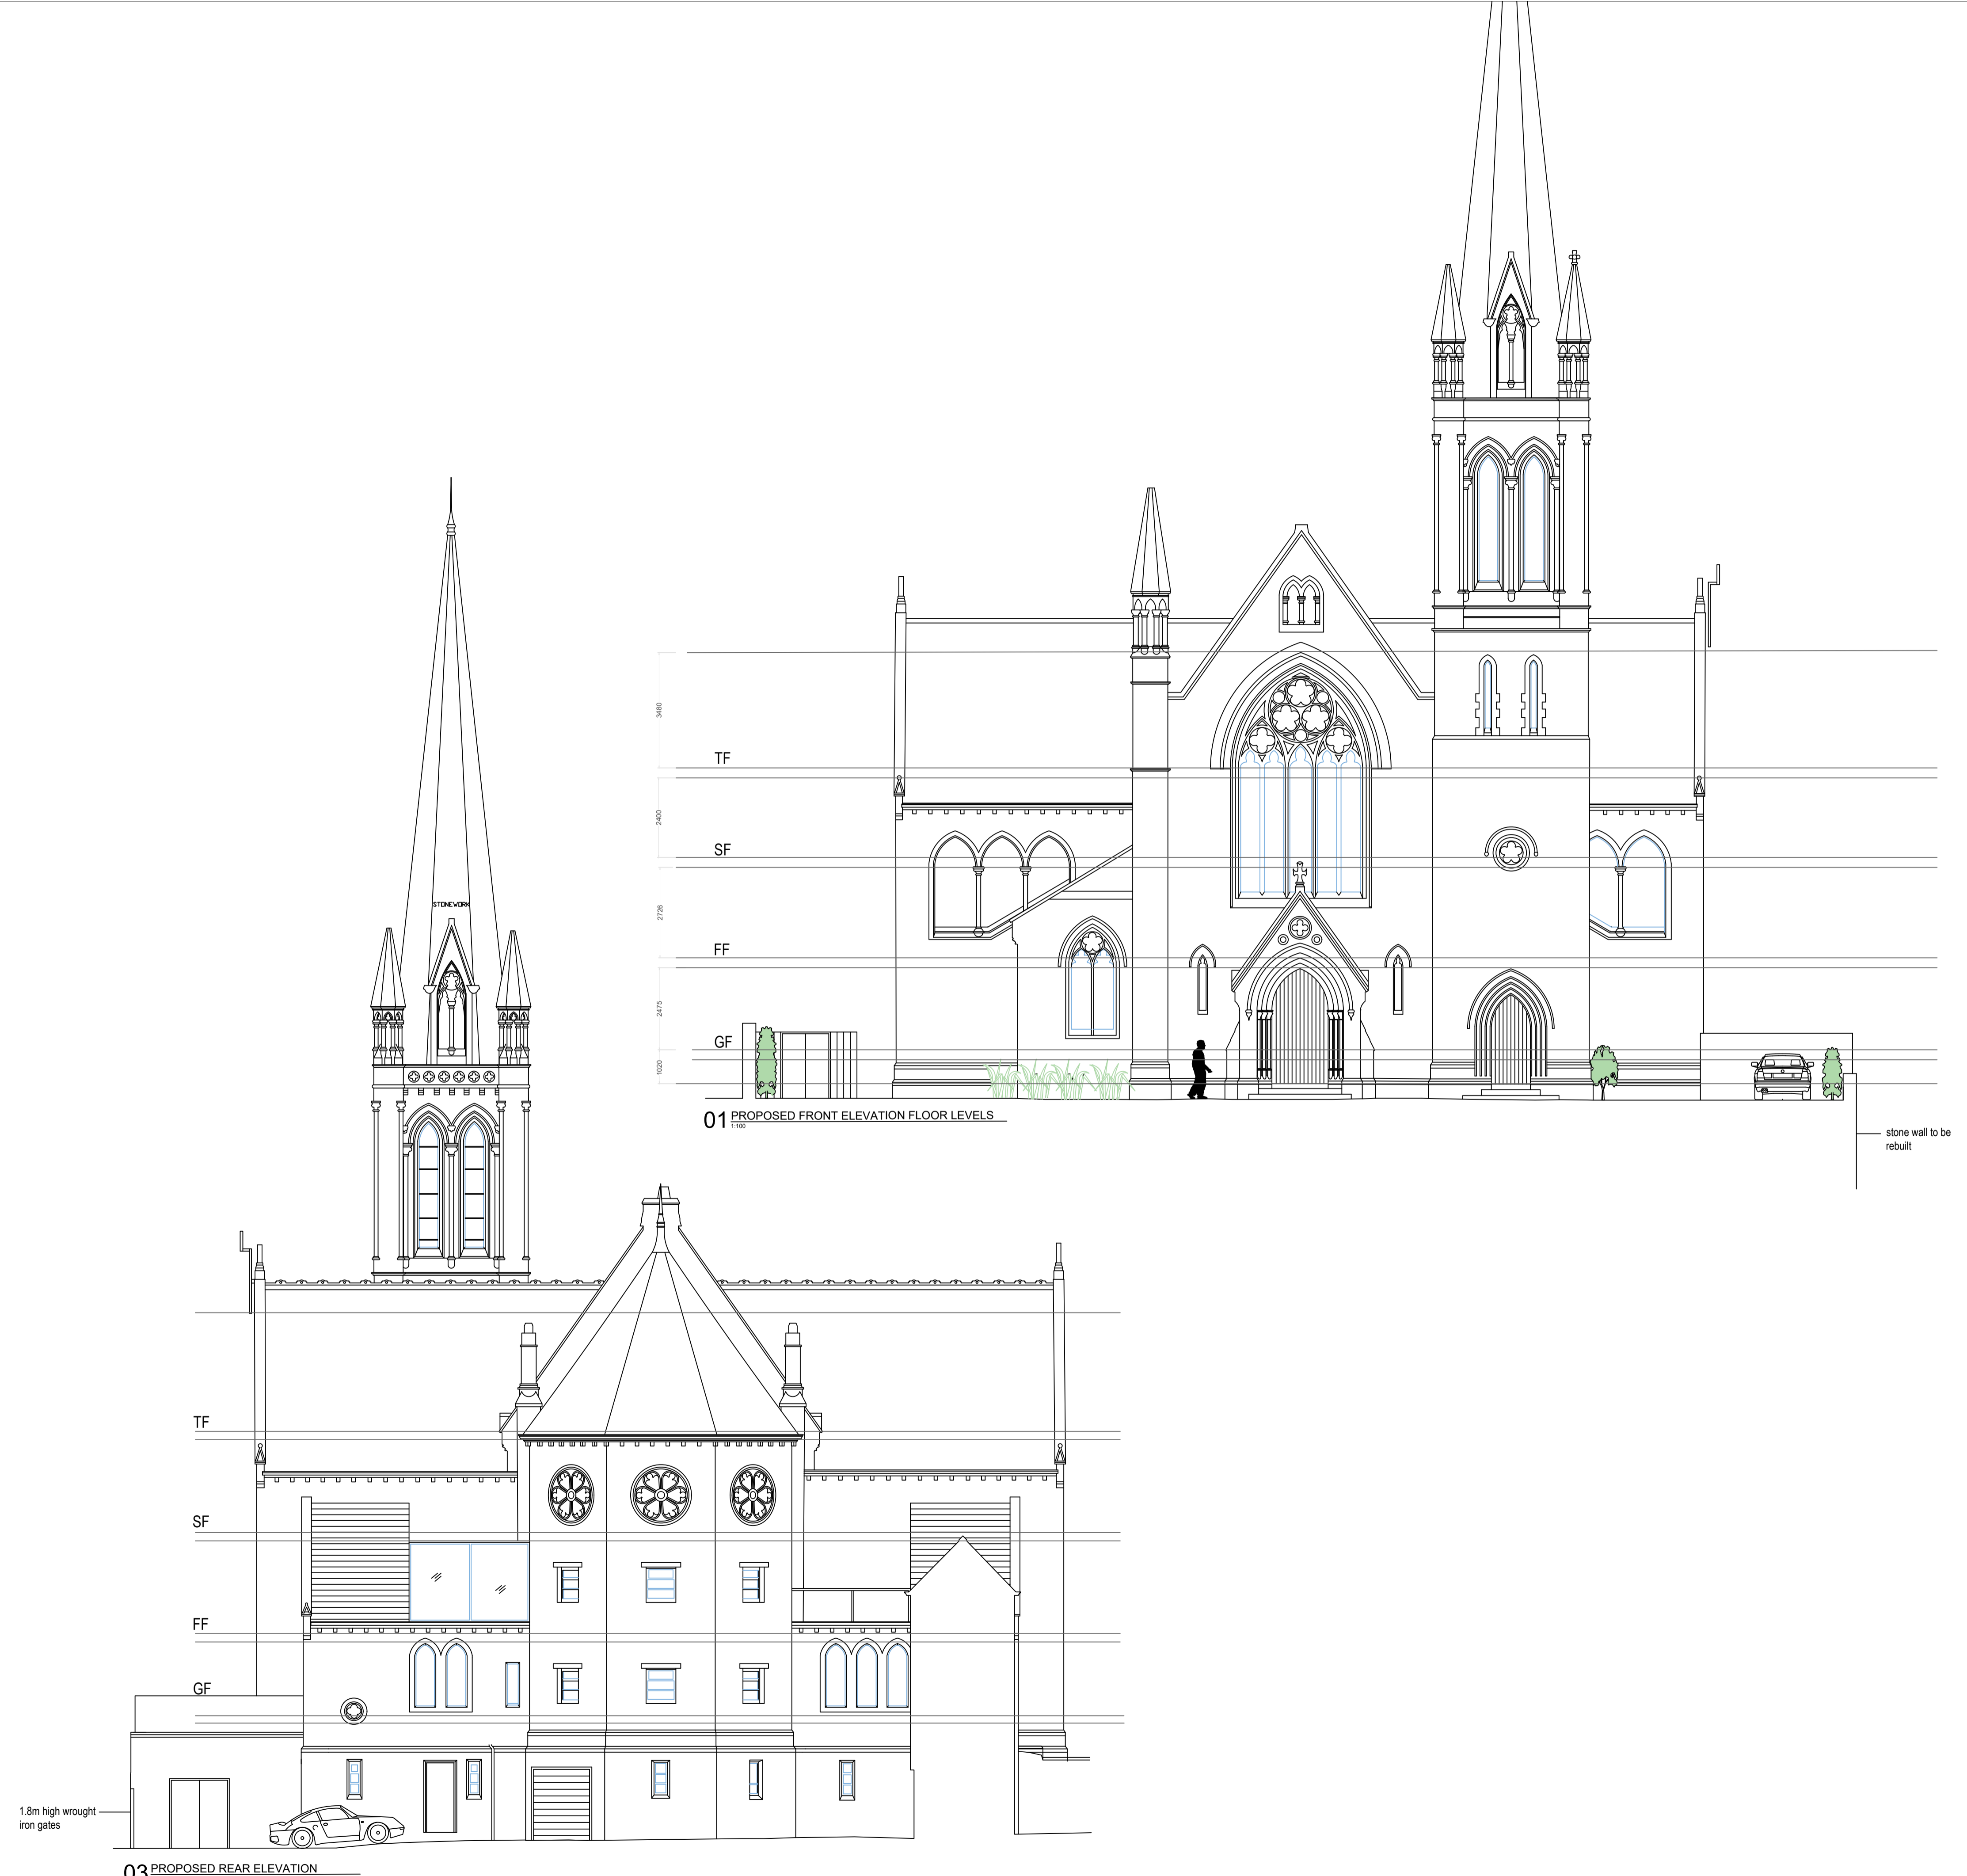 3480
TF
2400
SF
2726
FF
2475
GF
1020
01 PROPOSED FRONT ELEVATION FLOOR LEVELS
1:100
stone wall to be
rebuilt
STONEWORK
TF
SF
FF
GF
1.8m high wrought
iron gates
03 PROPOSED REAR ELEVATION